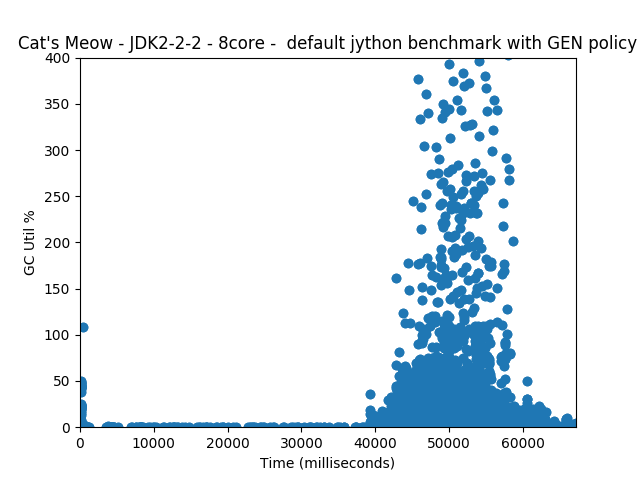 Cat's Meow - JDK2-2-2 - 8core -  default jython benchmark with GEN policy
400
350
300
250
200
150
100
50
0
GC Util %
0 10000 20000 30000 40000 50000 60000
Time (milliseconds)